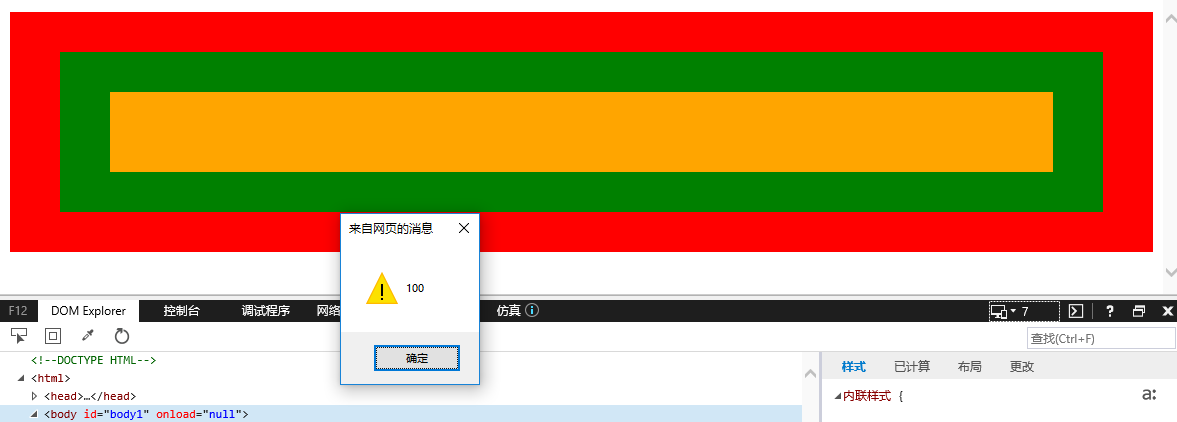 来自网页的消息
100
确定
F12 DOM Explorer 控制台 调试程序 网络 仿真 7 ?
查找(Ctrl+F)
<!--DOCTYPE HTML-->
<html>
<head>…</head>
<body id="body1" onload="null">
样式 已计算 布局 更改
内联样式 {
a: